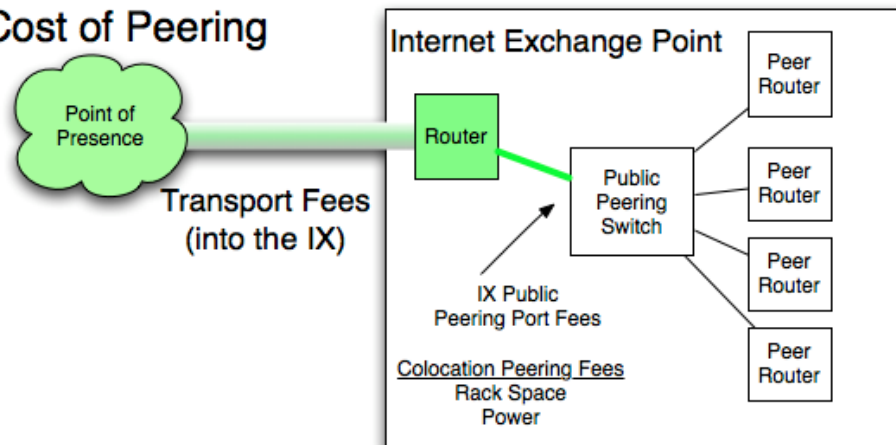 Cost of Peering
Internet Exchange Point
Point of
Presence
Router
Transport Fees
(into the IX)
Public
Peering
Switch
Peer
Router
Peer
Router
Peer
Router
Peer
Router
IX Public
Peering Port Fees
Colocation Peering Fees
Rack Space
Power